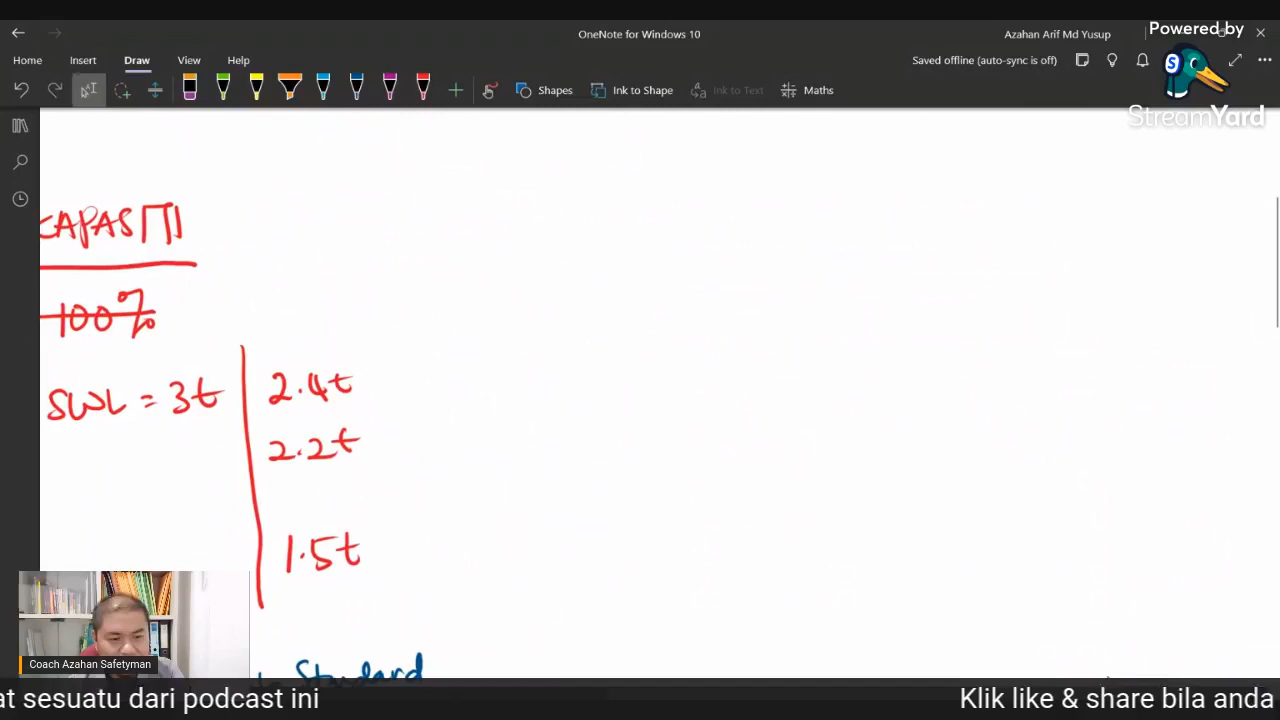 Powered by
StreamYard
OneNote for Windows 10
Azahan Arif Md Yusup
Home Insert Draw View Help
Saved offline (auto-sync is off)
Shapes Ink to Shape Ink to Text Maths
KAPASITI
100%
SWL = 3t
2.4t
2.2t
1.5t
Standard
Coach Azahan Safetyman
at sesuatu dari podcast ini
Klik like & share bila anda